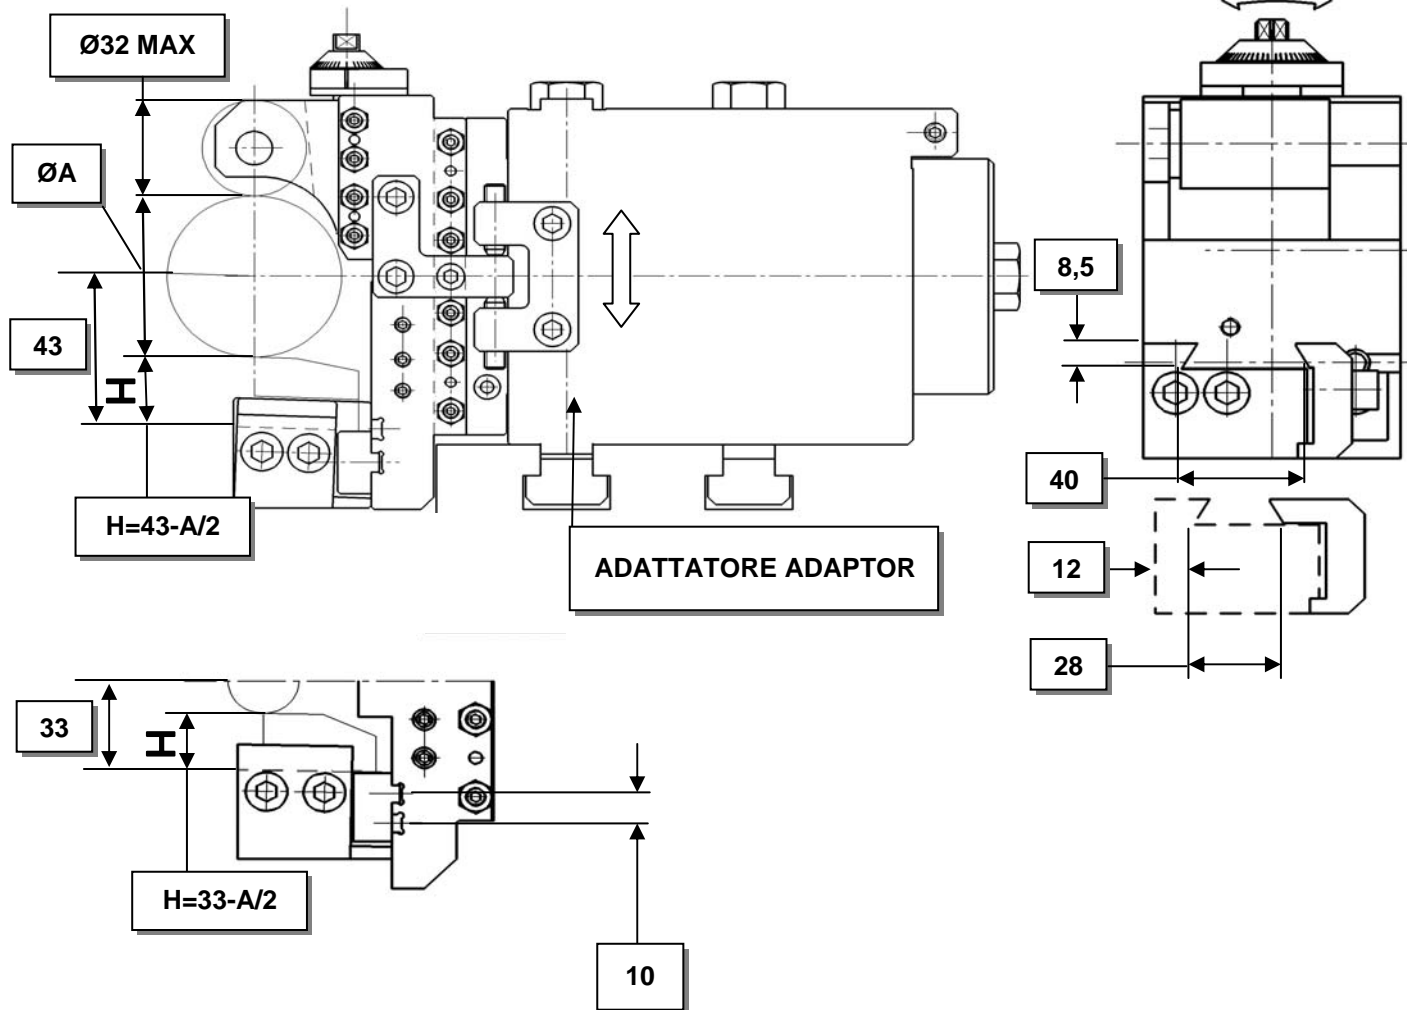 Ø32 MAX
ØA
43
H
H=43-A/2
ADATTATORE ADAPTOR
8,5
40
12
28
33
H
H=33-A/2
10